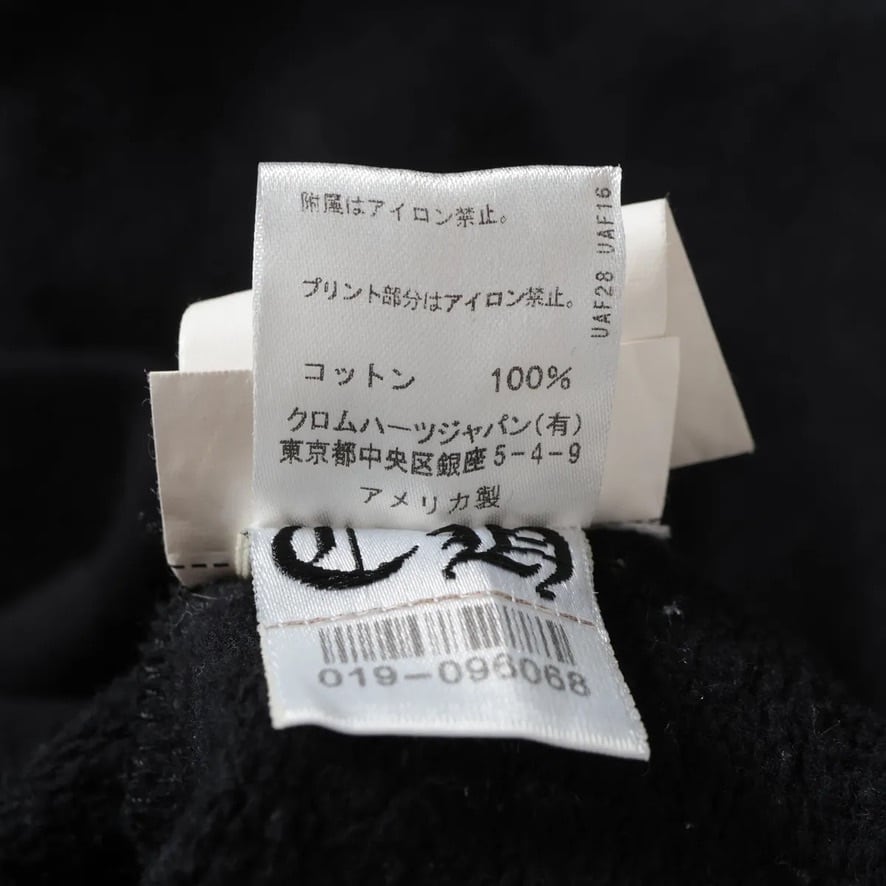 附属はアイロン禁止。
プリント部分はアイロン禁止。
コットン 100%
クロムハーツジャパン(有)
東京都中央区銀座5-4-9
アメリカ製
UAF28 UAF16
CH
019-096068